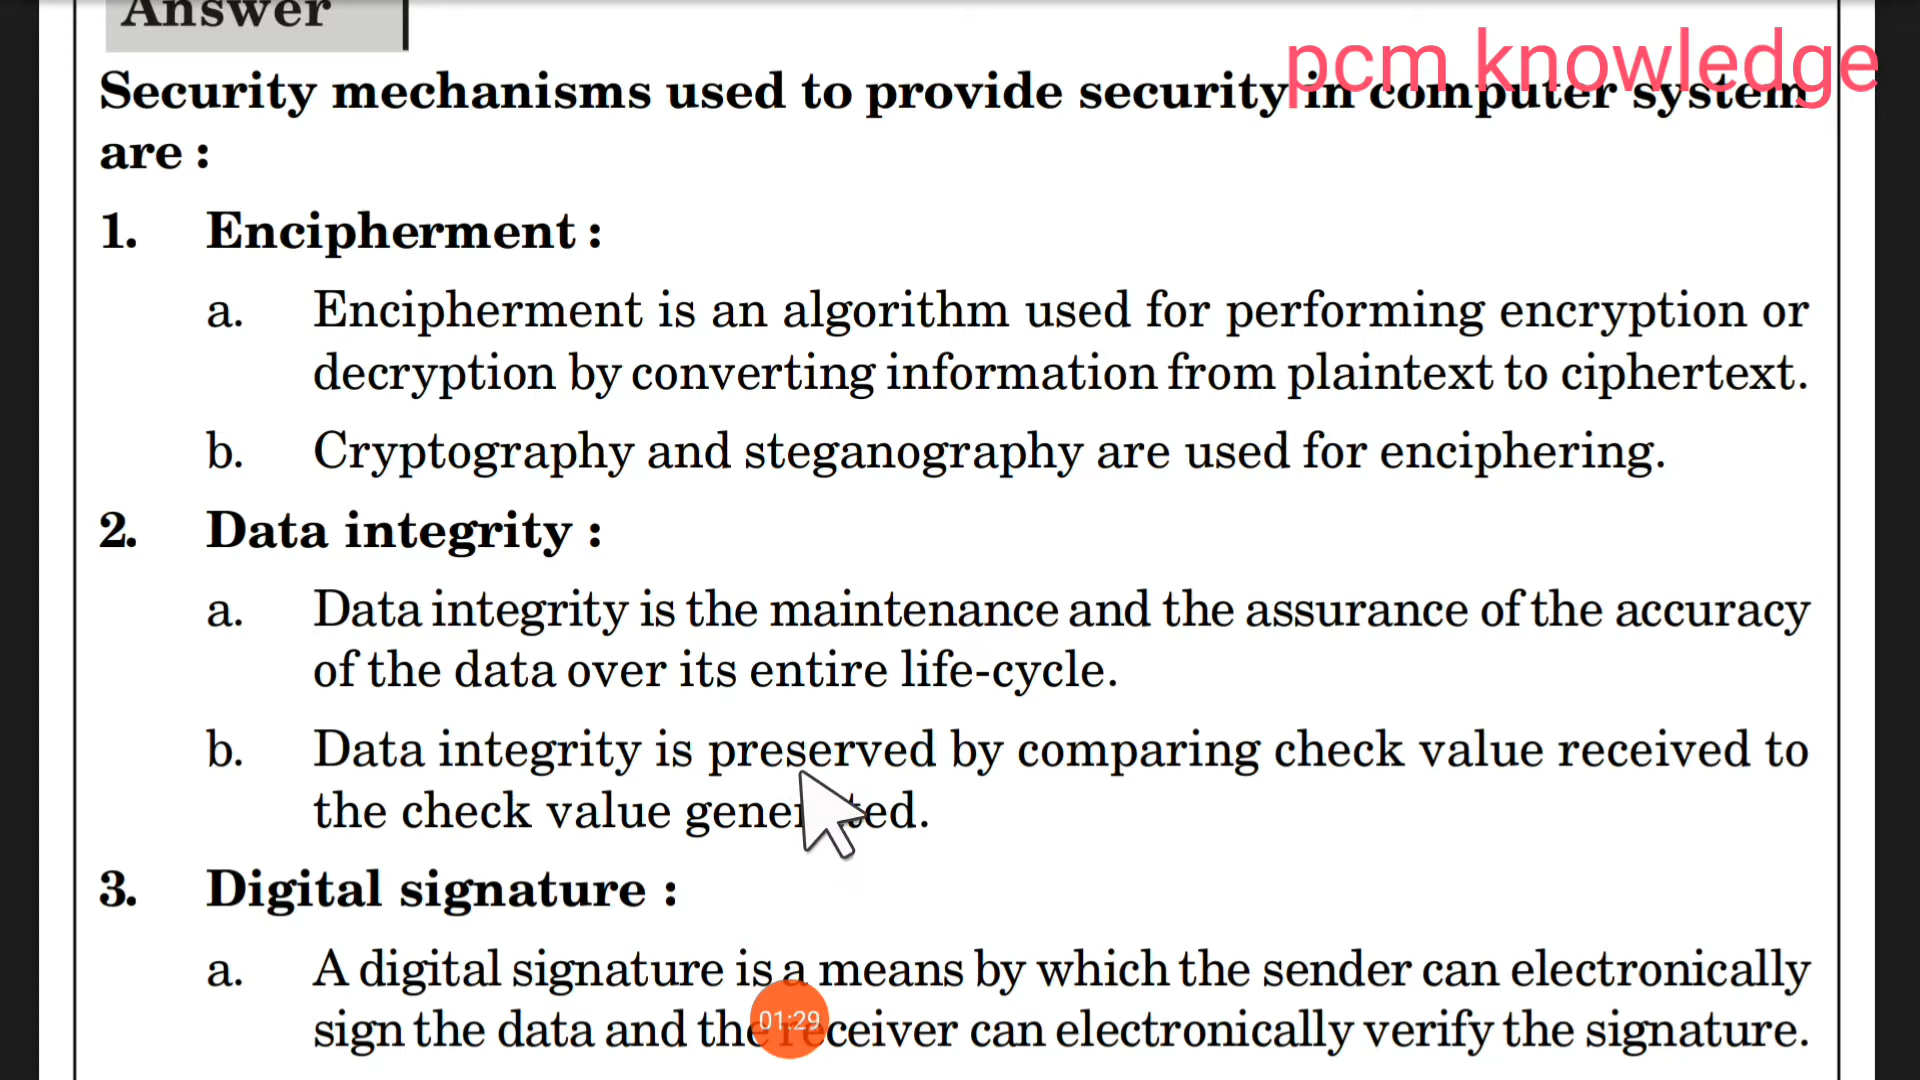 Answer
pcm knowledge
Security mechanisms used to provide security in computer system
are :
1. Encipherment :
a. Encipherment is an algorithm used for performing encryption or
decryption by converting information from plaintext to ciphertext.
b. Cryptography and steganography are used for enciphering.
2. Data integrity :
a. Data integrity is the maintenance and the assurance of the accuracy
of the data over its entire life-cycle.
b. Data integrity is preserved by comparing check value received to
the check value generated.
3. Digital signature :
a. A digital signature is a means by which the sender can electronically
sign the data and the receiver can electronically verify the signature.
01:29